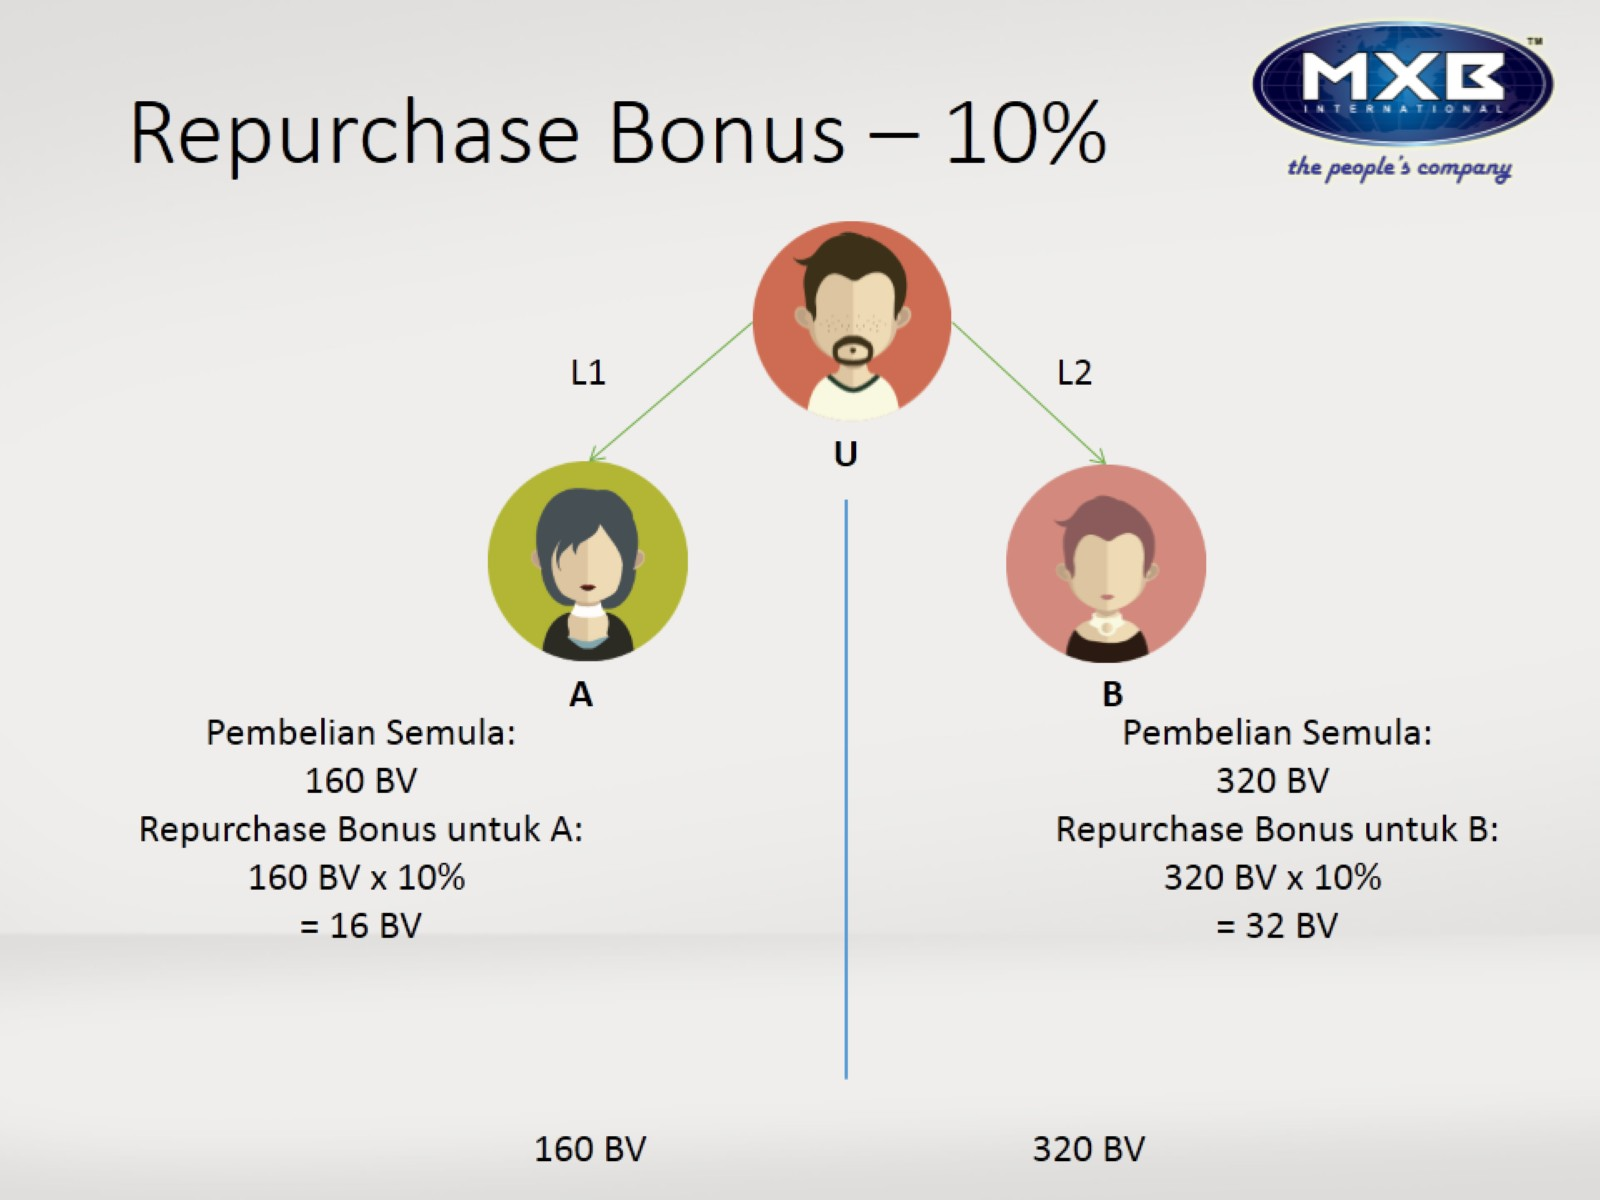 MXB
TM
INTERNATIONAL
the people's company
Repurchase Bonus – 10%
L1
L2
U
A
B
Pembelian Semula:
160 BV
Repurchase Bonus untuk A:
160 BV x 10%
= 16 BV
Pembelian Semula:
320 BV
Repurchase Bonus untuk B:
320 BV x 10%
= 32 BV
160 BV
320 BV